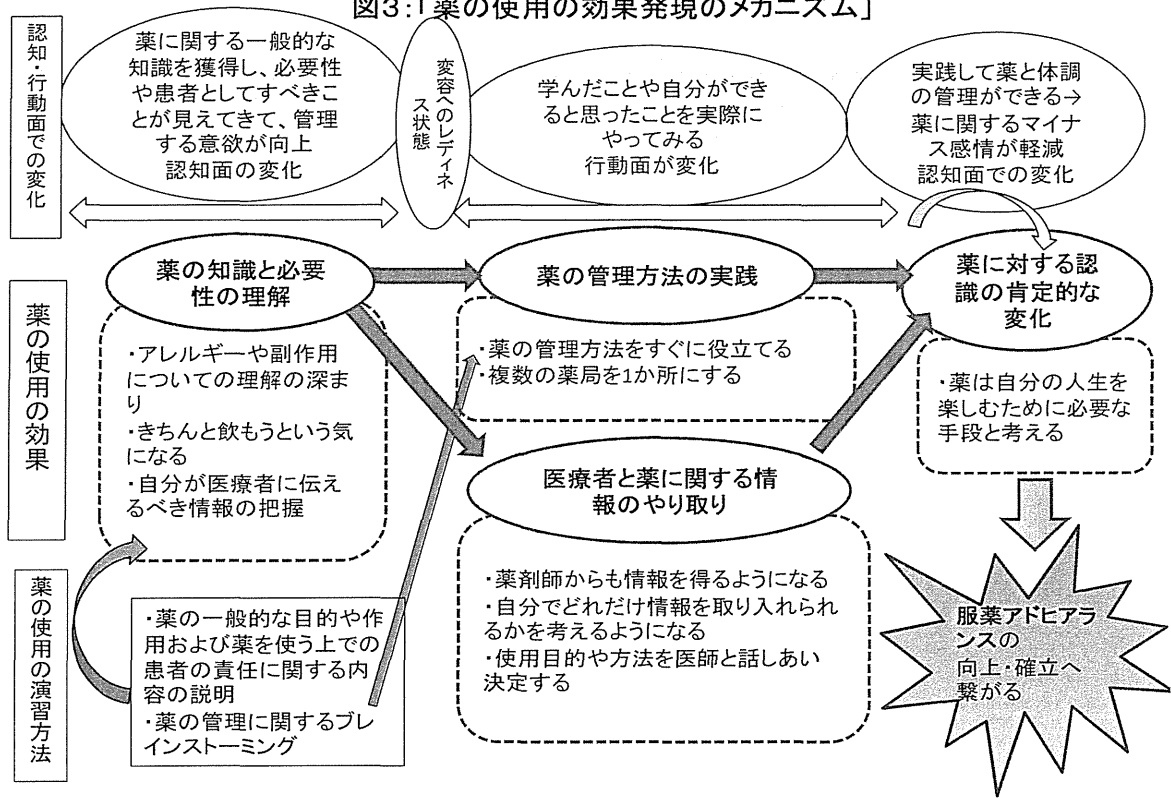 図3:「薬の使用の効果発現のメカニズム」
認知・行動面での変化
薬に関する一般的な
知識を獲得し、必要性
や患者としてすべきこ
とが見えてきて、管理
する意欲が向上
認知面の変化
変容へのレディネ
ス状態
学んだことや自分ができ
ると思ったことを実際に
やってみる
行動面が変化
実践して薬と体調
の管理ができる→
薬に関するマイナ
ス感情が軽減
認知面での変化
薬の使用の効果
薬の知識と必要
性の理解
・アレルギーや副作用
についての理解の深ま
り
・きちんと飲もうという気
になる
・自分が医療者に伝え
るべき情報の把握
薬の管理方法の実践
・薬の管理方法をすぐに役立てる
・複数の薬局を1か所にする
医療者と薬に関する情
報のやり取り
・薬剤師からも情報を得るようになる
・自分でどれだけ情報を取り入れられ
るかを考えるようになる
・使用目的や方法を医師と話しあい
決定する
薬に対する認
識の肯定的な
変化
・薬は自分の人生を
楽しむために必要な
手段と考える
服薬アドヒアラ
ンスの
向上・確立へ
繋がる
薬の使用の演習方法
・薬の一般的な目的や作
用および薬を使う上での
患者の責任に関する内
容の説明
・薬の管理に関するブレ
インストーミング